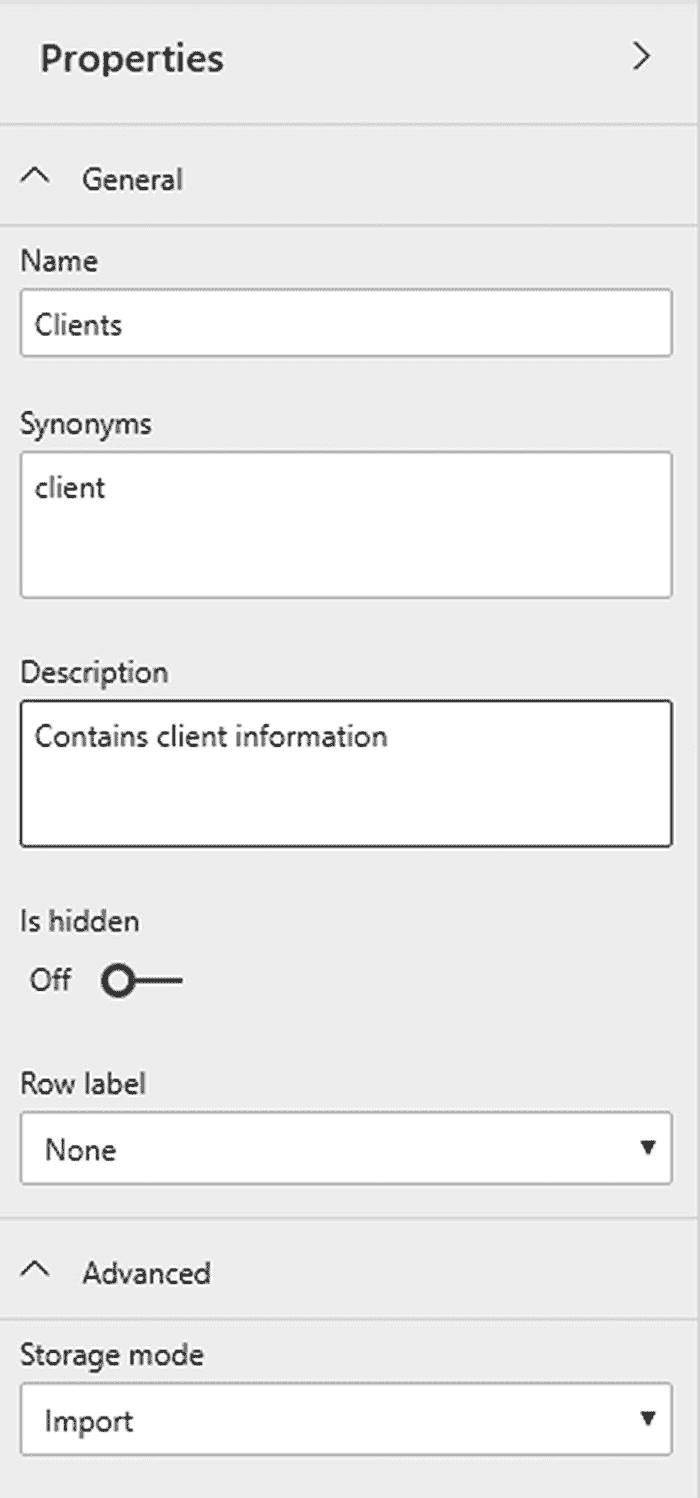 Properties
General
Name
Clients
Synonyms
client
Description
Contains client information
Is hidden
Off
Row label
None
Advanced
Storage mode
Import